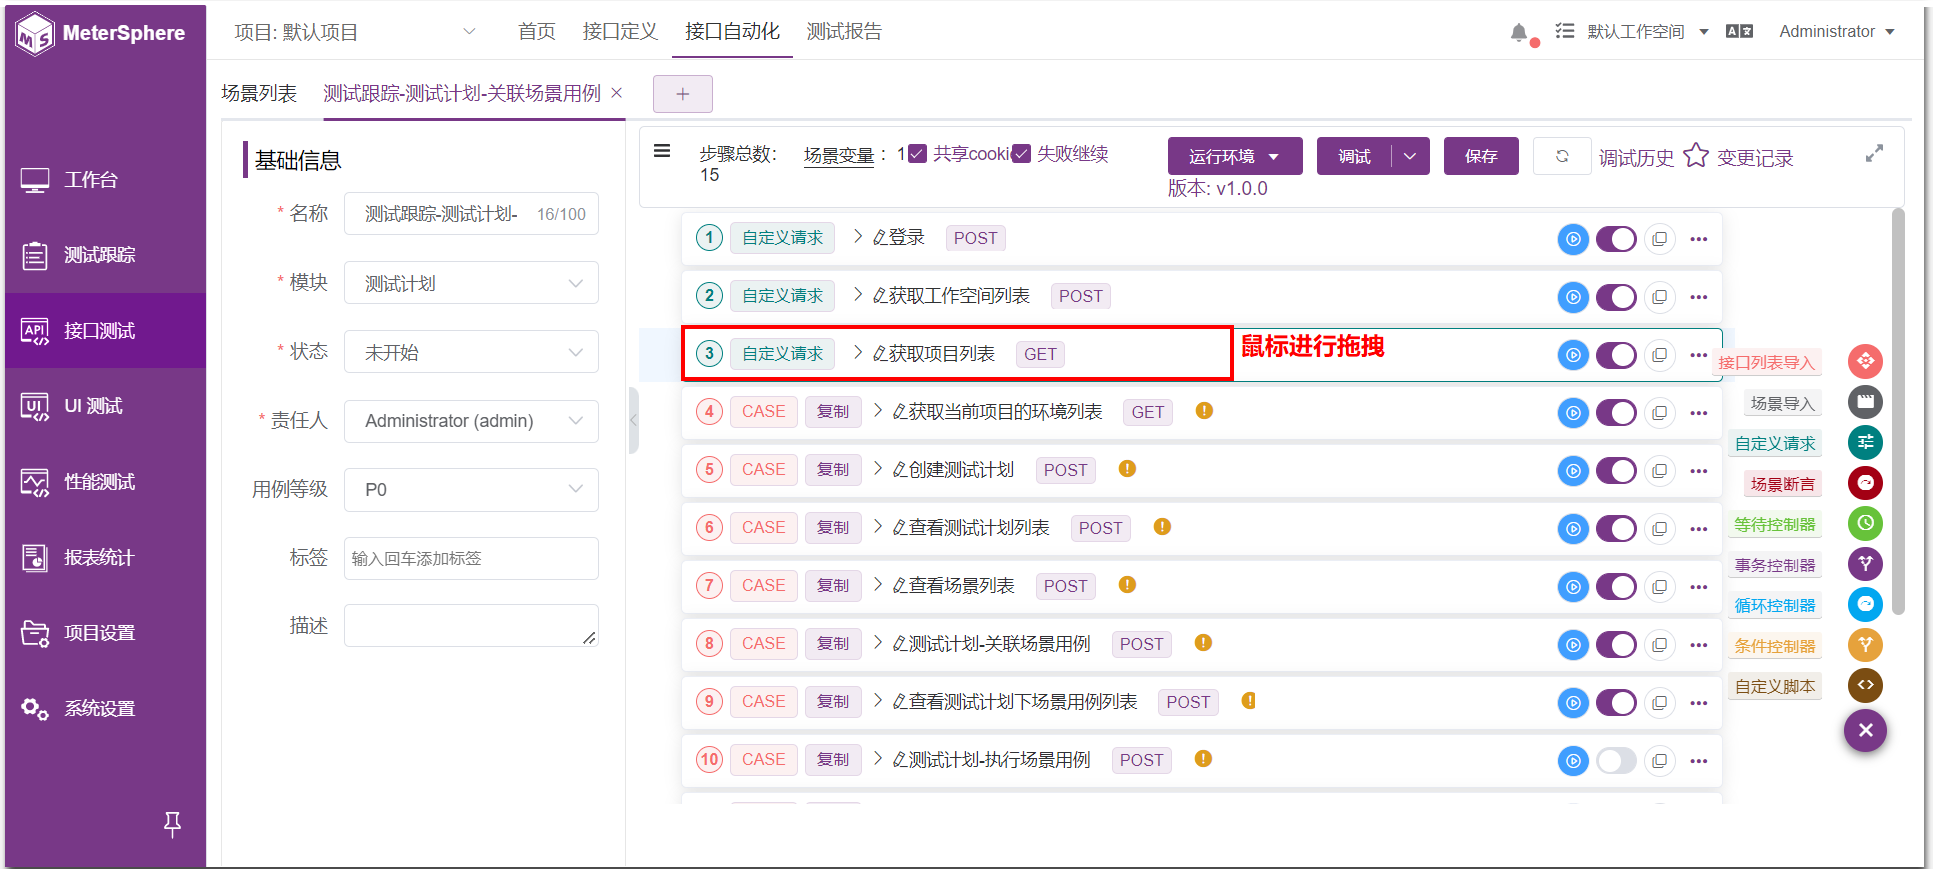 MeterSphere
项目: 默认项目
首页
接口定义
接口自动化
测试报告
默认工作空间
Administrator
场景列表
测试跟踪-测试计划-关联场景用例
工作台
测试跟踪
接口测试
UI 测试
性能测试
报表统计
项目设置
系统设置
基础信息
* 名称 测试跟踪-测试计划- 16/100
* 模块 测试计划
* 状态 未开始
* 责任人 Administrator (admin)
用例等级 P0
标签 输入回车添加标签
描述
步骤总数:
15
场景变量 : 1
共享cooki
失败继续
运行环境
调试
保存
调试历史
变更记录
版本: v1.0.0
1 自定义请求 登录 POST
2 自定义请求 获取工作空间列表 POST
3 自定义请求 获取项目列表 GET
鼠标进行拖拽
4 CASE 复制 获取当前项目的环境列表 GET
5 CASE 复制 创建测试计划 POST
6 CASE 复制 查看测试计划列表 POST
7 CASE 复制 查看场景列表 POST
8 CASE 复制 测试计划-关联场景用例 POST
9 CASE 复制 查看测试计划下场景用例列表 POST
10 CASE 复制 测试计划-执行场景用例 POST
接口列表导入
场景导入
自定义请求
场景断言
等待控制器
事务控制器
循环控制器
条件控制器
自定义脚本